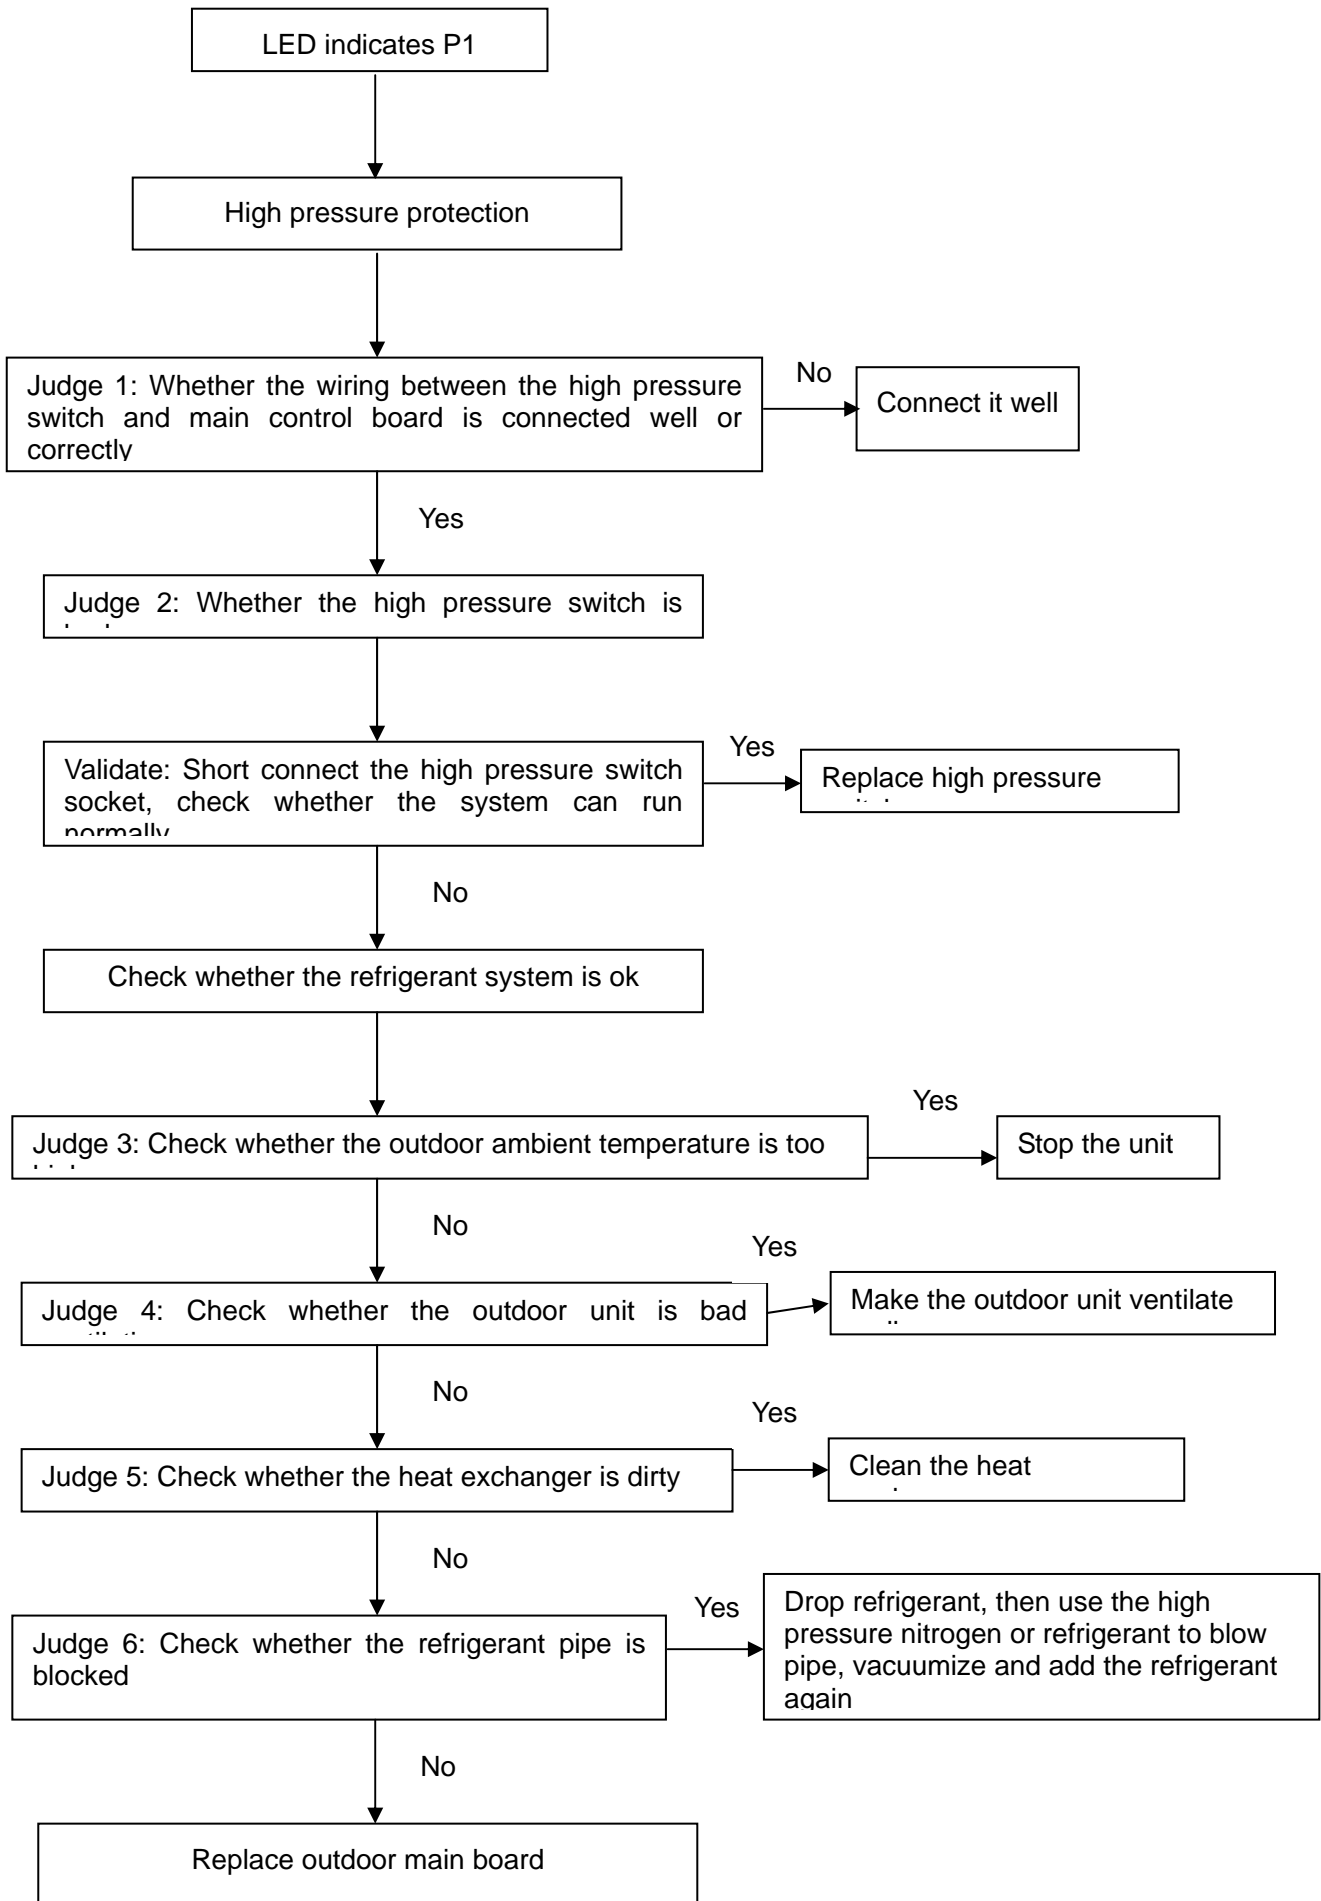 LED indicates P1
High pressure protection
Judge 1: Whether the wiring between the high pressure
switch and main control board is connected well or
correctly
No
Connect it well
Yes
Judge 2: Whether the high pressure switch is
Validate: Short connect the high pressure switch
socket, check whether the system can run
normally
Yes
Replace high pressure
No
Check whether the refrigerant system is ok
Judge 3: Check whether the outdoor ambient temperature is too
Yes
Stop the unit
No
Judge 4: Check whether the outdoor unit is bad
Yes
Make the outdoor unit ventilate
No
Judge 5: Check whether the heat exchanger is dirty
Yes
Clean the heat
No
Judge 6: Check whether the refrigerant pipe is
blocked
Yes
Drop refrigerant, then use the high
pressure nitrogen or refrigerant to blow
pipe, vacuumize and add the refrigerant
again
No
Replace outdoor main board